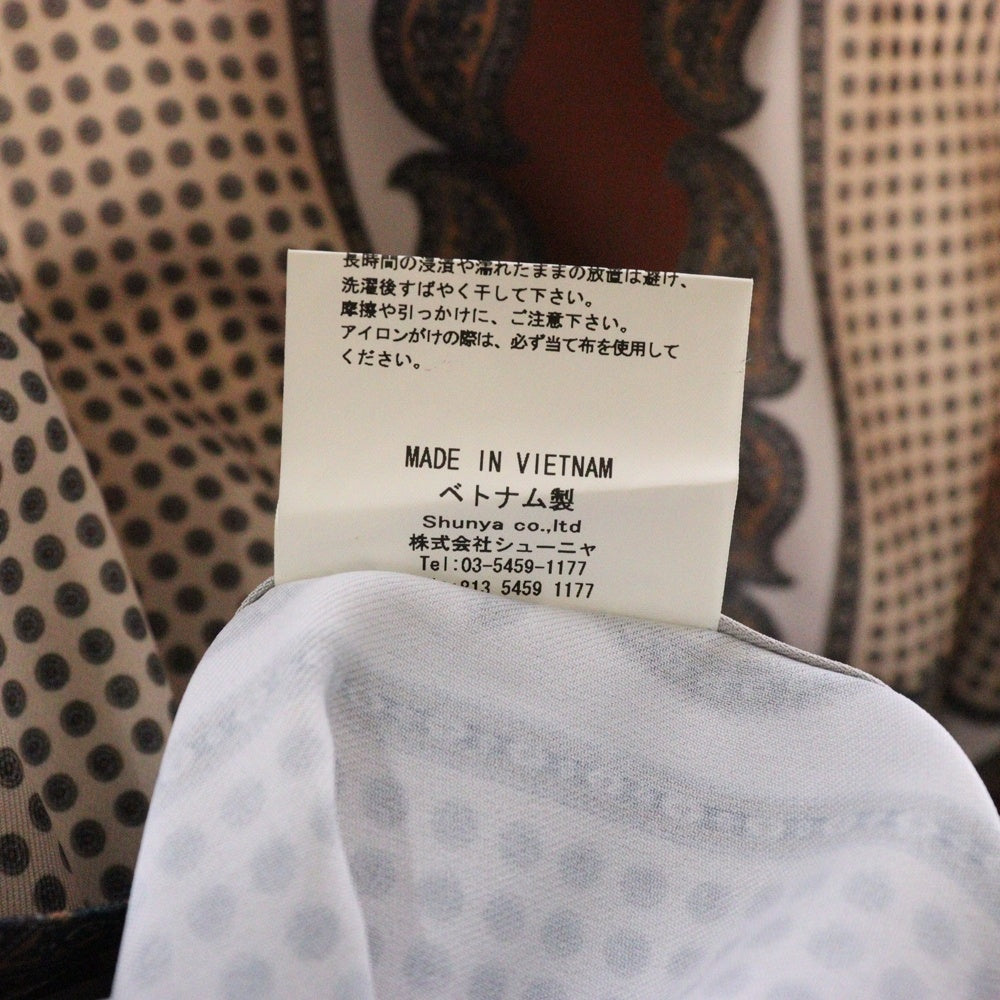 長時間の浸漬や濡れたままの放置は避け、
洗濯後すばやく干して下さい。
摩擦や引っかけに、ご注意下さい。
アイロンがけの際は、必ず当て布を使用して
ください。
MADE IN VIETNAM
ベトナム製
Shunya co.,ltd
株式会社シューニャ
Tel:03-5459-1177
813 5459 1177